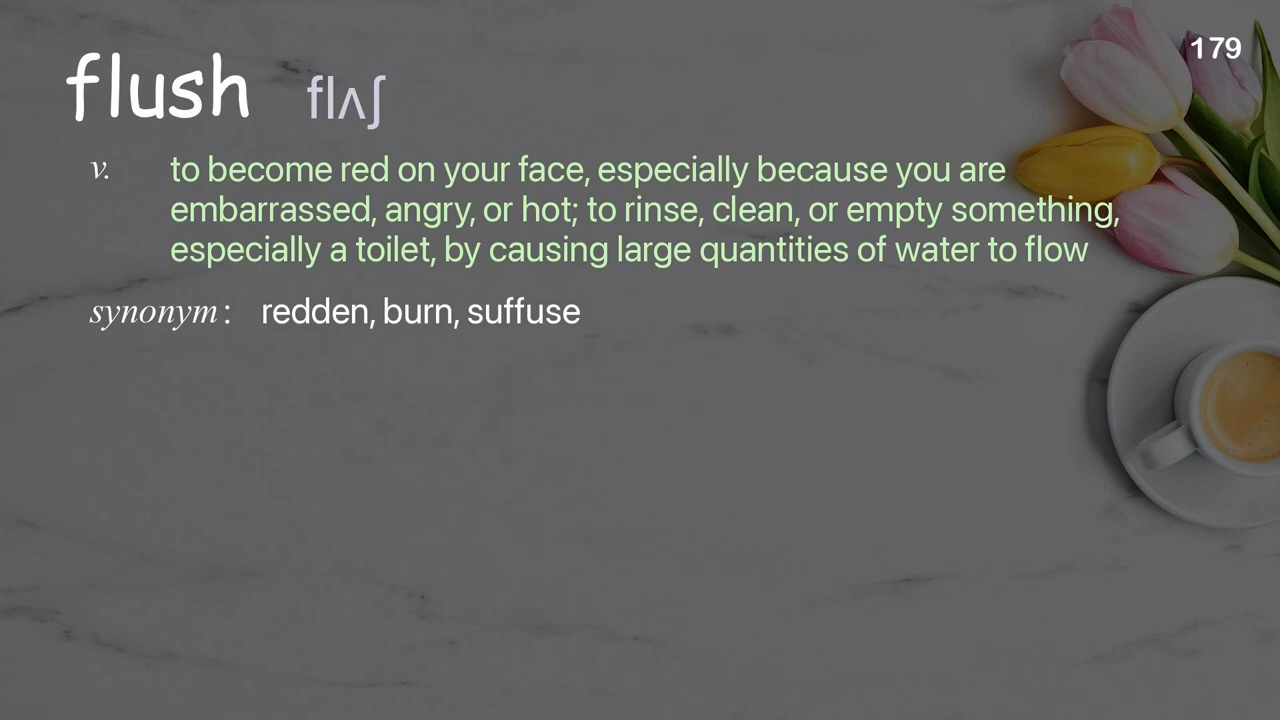 flush flʌʃ
179
v. to become red on your face, especially because you are
embarrassed, angry, or hot; to rinse, clean, or empty something,
especially a toilet, by causing large quantities of water to flow
synonym: redden, burn, suffuse